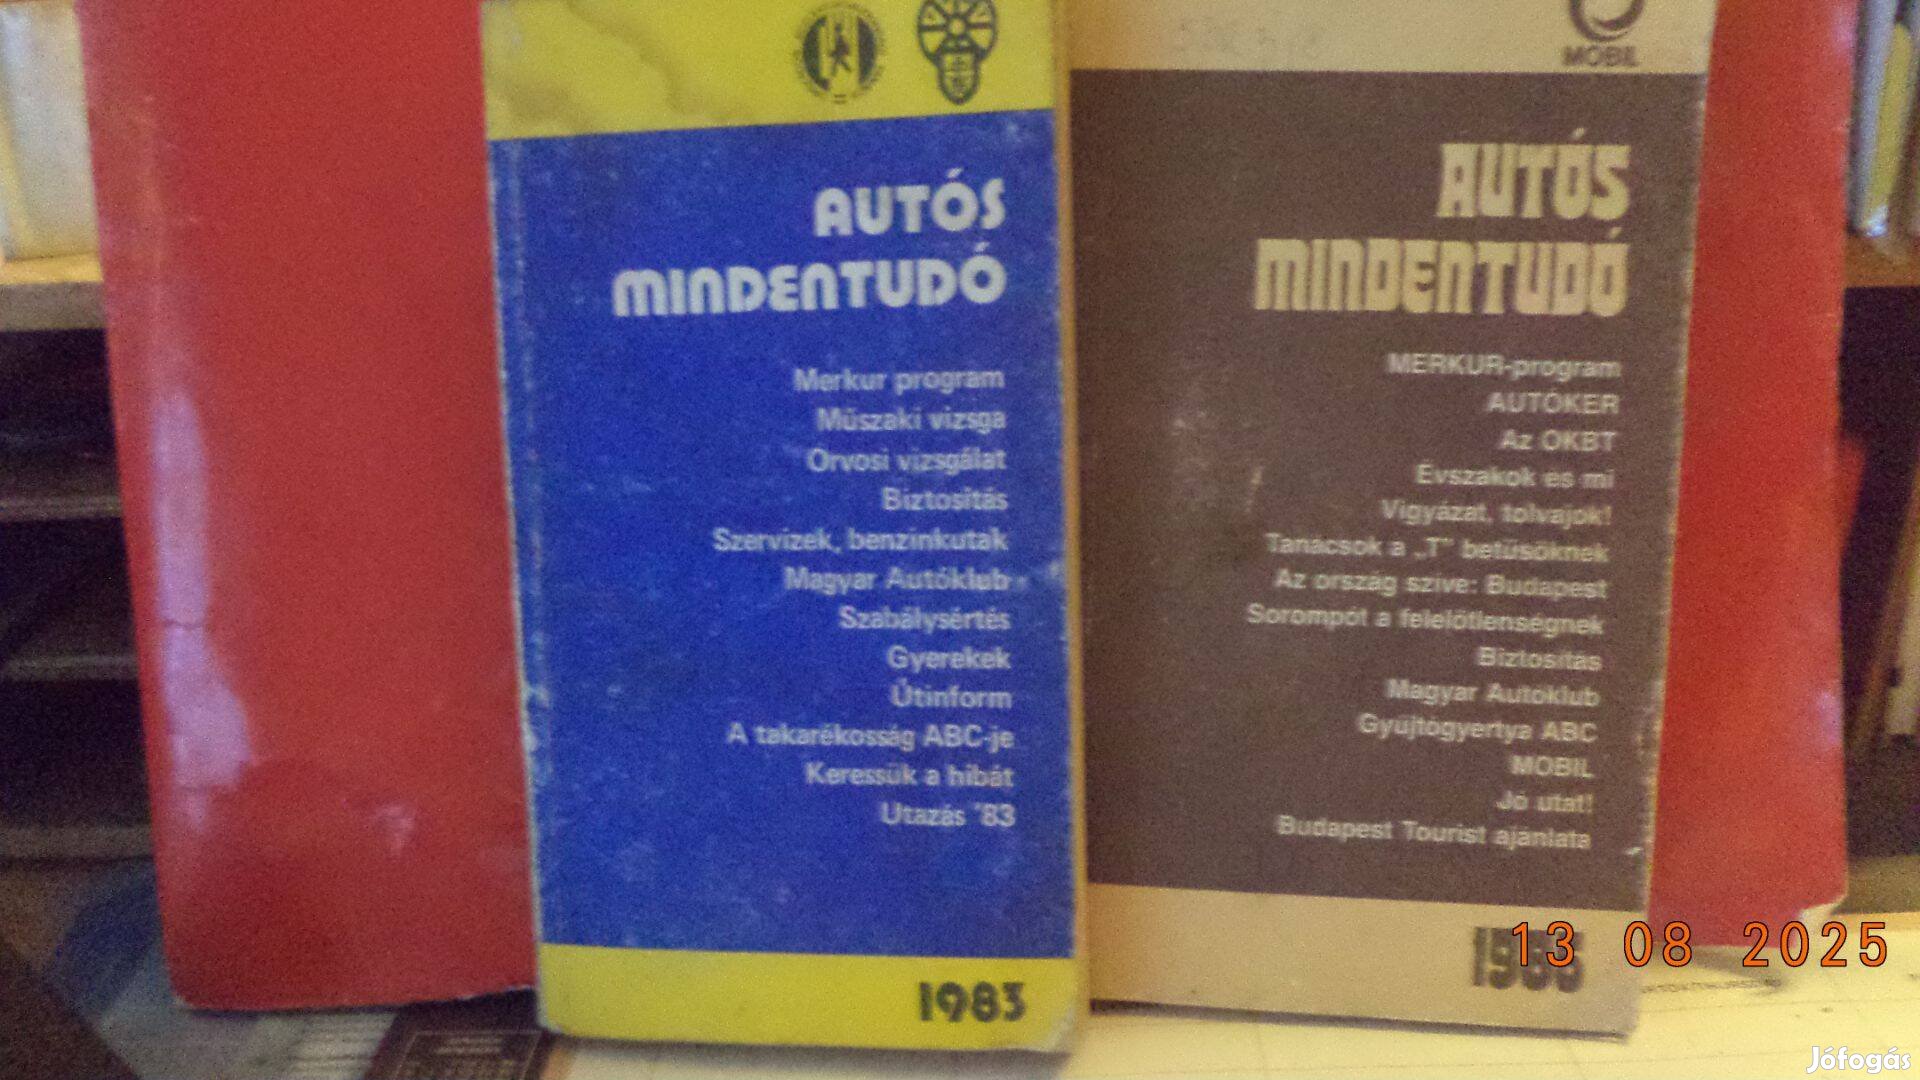 AUTÓS
MINDENTUDÓ
Merkur program
Műszaki vizsga
Orvosi vizsgálat
Biztosítás
Szervizek, benzinkutak
Magyar Autóklub
Szabálysértés
Gyerekek
Útinform
A takarékosság ABC-je
Keressük a hibát
Utazás '83
1983
MOBIL
AUTÓS
MINDENTUDÓ
MERKUR-program
AUTÓKER
Az OKBT
Évszakok és mi
Vigyázat, tolvajok!
Tanácsok a „T" betűsöknek
Az ország szíve: Budapest
Sorompót a felelőtlenségnek
Biztosítás
Magyar Autóklub
Gyújtógyertya ABC
MOBIL
Jó utat!
Budapest Tourist ajánlata
13 08 2025
Jófogás